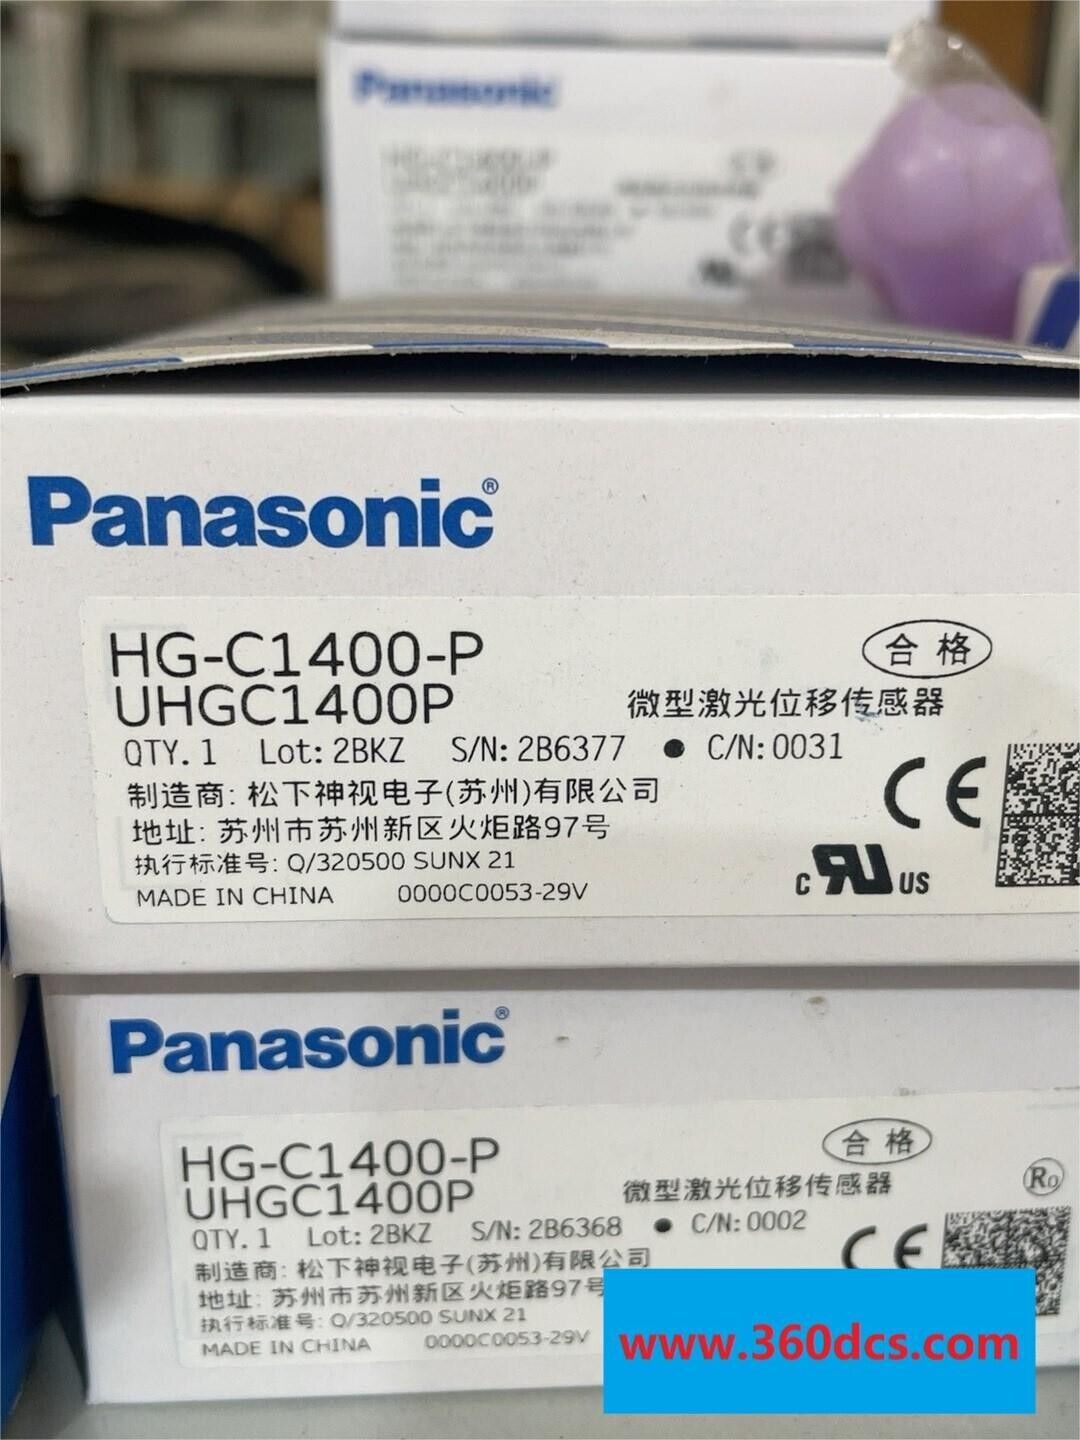 Panasonic
Panasonic®
HG-C1400-P
合格
UHGC1400P
微型激光位移传感器
QTY.1 Lot:2BKZ S/N:2B6377 ● C/N:0031
制造商: 松下神视电子(苏州)有限公司
地址: 苏州市苏州新区火炬路97号
CE
执行标准号: Q/320500 SUNX 21
c RU US
MADE IN CHINA 0000C0053-29V
Panasonic®
HG-C1400-P
合格
UHGC1400P
微型激光位移传感器
Ro
QTY.1 Lot:2BKZ S/N:2B6368 ● C/N:0002
制造商: 松下神视电子(苏州)有限公司
CE
地址: 苏州市苏州新区火炬路97号
执行标准号: Q/320500 SUNX 21
MADE IN CHINA 0000C0053-29V
www.360dcs.com